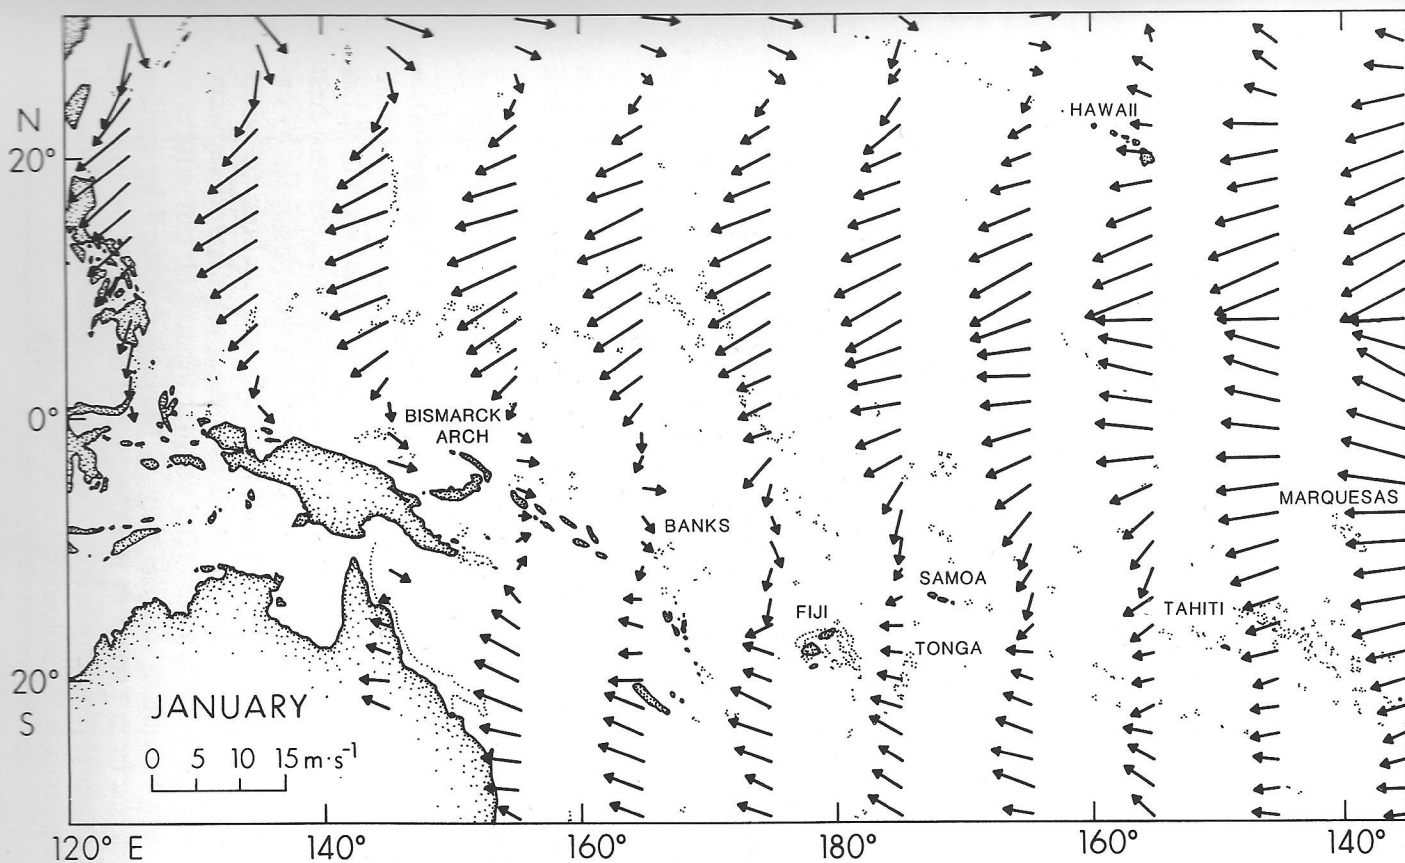 N
20°
HAWAII
0°
BISMARCK
ARCH
MARQUESAS
BANKS
SAMOA
FIJI
TAHITI
TONGA
20°
S
JANUARY
0 5 10 15 m·s⁻¹
120° E 140° 160° 180° 160° 140°